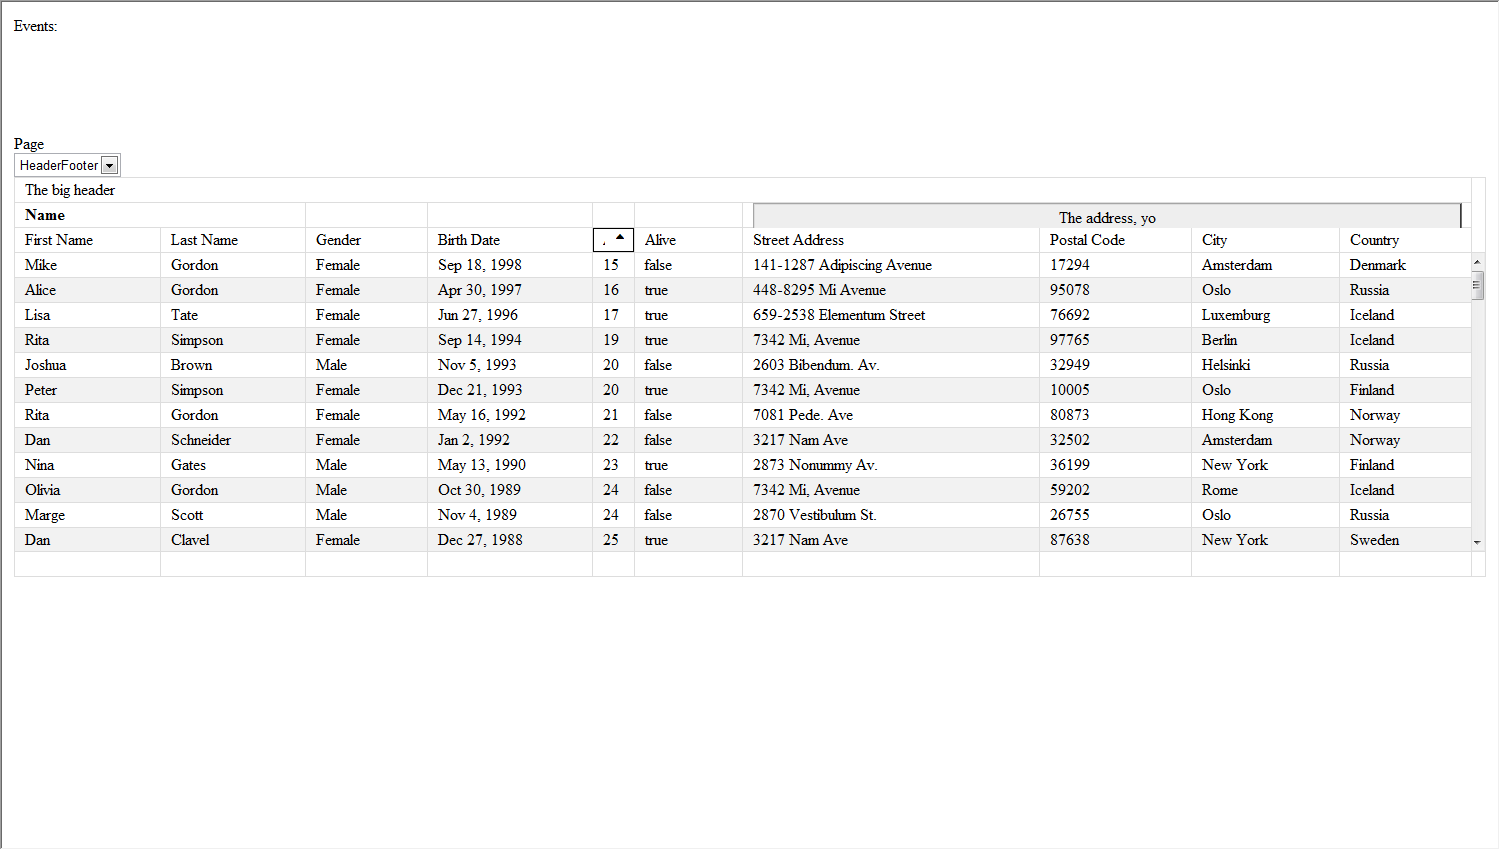 Events:
Page
HeaderFooter
The big header
Name The address, yo
First Name Last Name Gender Birth Date Alive Street Address Postal Code City Country
Mike Gordon Female Sep 18, 1998 15 false 141-1287 Adipiscing Avenue 17294 Amsterdam Denmark
Alice Gordon Female Apr 30, 1997 16 true 448-8295 Mi Avenue 95078 Oslo Russia
Lisa Tate Female Jun 27, 1996 17 true 659-2538 Elementum Street 76692 Luxemburg Iceland
Rita Simpson Female Sep 14, 1994 19 true 7342 Mi, Avenue 97765 Berlin Iceland
Joshua Brown Male Nov 5, 1993 20 false 2603 Bibendum. Av. 32949 Helsinki Russia
Peter Simpson Female Dec 21, 1993 20 true 7342 Mi, Avenue 10005 Oslo Finland
Rita Gordon Female May 16, 1992 21 false 7081 Pede. Ave 80873 Hong Kong Norway
Dan Schneider Female Jan 2, 1992 22 false 3217 Nam Ave 32502 Amsterdam Norway
Nina Gates Male May 13, 1990 23 true 2873 Nonummy Av. 36199 New York Finland
Olivia Gordon Male Oct 30, 1989 24 false 7342 Mi, Avenue 59202 Rome Iceland
Marge Scott Male Nov 4, 1989 24 false 2870 Vestibulum St. 26755 Oslo Russia
Dan Clavel Female Dec 27, 1988 25 true 3217 Nam Ave 87638 New York Sweden